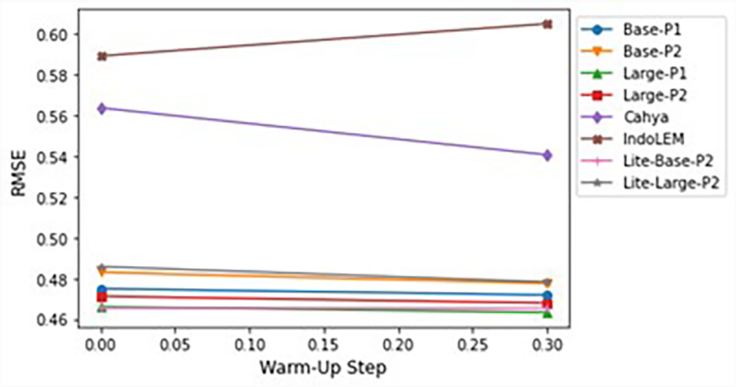 RMSE
0.60
0.58
0.56
0.54
0.52
0.50
0.48
0.46
0.00 0.05 0.10 0.15 0.20 0.25 0.30
Warm-Up Step
Base-P1
Base-P2
Large-P1
Large-P2
Cahya
IndoLEM
Lite-Base-P2
Lite-Large-P2